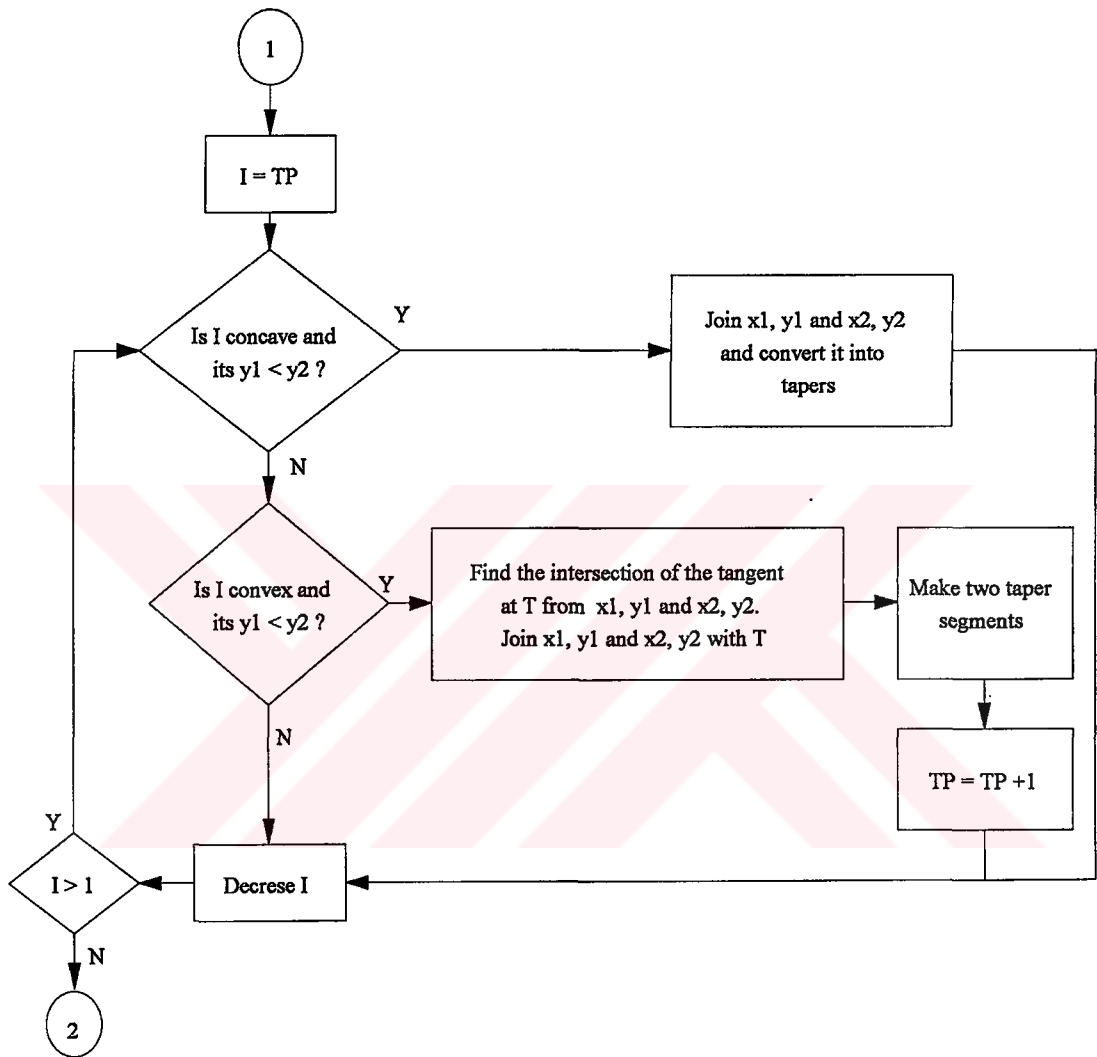 1
I = TP
Is I concave and
its y1 < y2 ?
Y
Join x1, y1 and x2, y2
and convert it into
tapers
N
Is I convex and
its y1 < y2 ?
Y
Find the intersection of the tangent
at T from x1, y1 and x2, y2.
Join x1, y1 and x2, y2 with T
Make two taper
segments
N
TP = TP +1
Y
I > 1
Decrese I
N
2